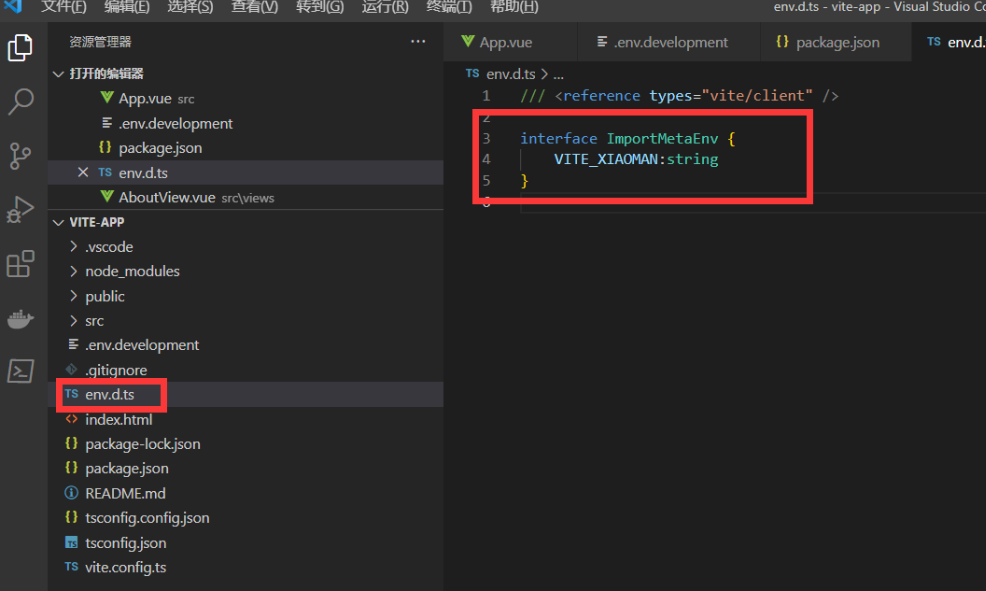 文件(F) 编辑(E) 选择(S) 查看(V) 转到(G) 运行(R) 终端(T) 帮助(H) env.d.ts - vite-app - Visual Studio Co
资源管理器 ···
App.vue .env.development {} package.json TS env.d.
打开的编辑器
App.vue src
.env.development
{} package.json
TS env.d.ts
AboutView.vue src\views
VITE-APP
.vscode
node_modules
public
src
.env.development
.gitignore
TS env.d.ts
<> index.html
{} package-lock.json
{} package.json
README.md
{} tsconfig.config.json
TS tsconfig.json
TS vite.config.ts
TS env.d.ts > ...
1 /// <reference types="vite/client" />
2
3 interface ImportMetaEnv {
4 VITE_XIAOMAN:string
5 }
6